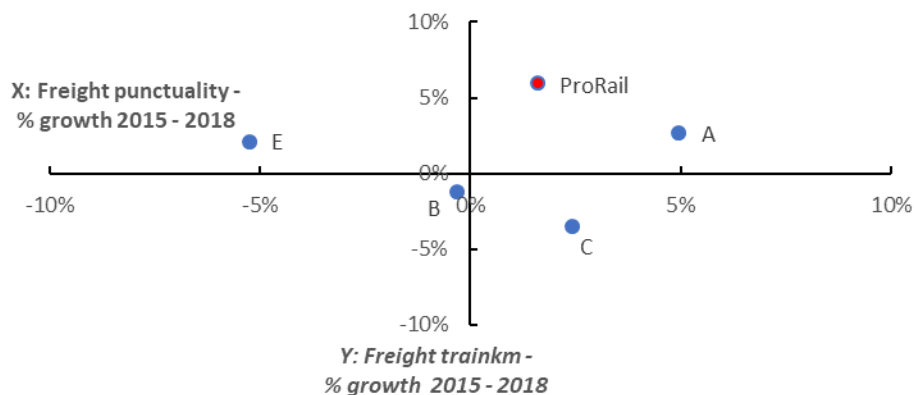 10%
X: Freight punctuality -
% growth 2015 - 2018
5%
ProRail
E
A
0%
-10%
-5%
B
0%
5%
10%
-5%
C
-10%
Y: Freight trainkm -
% growth 2015 - 2018